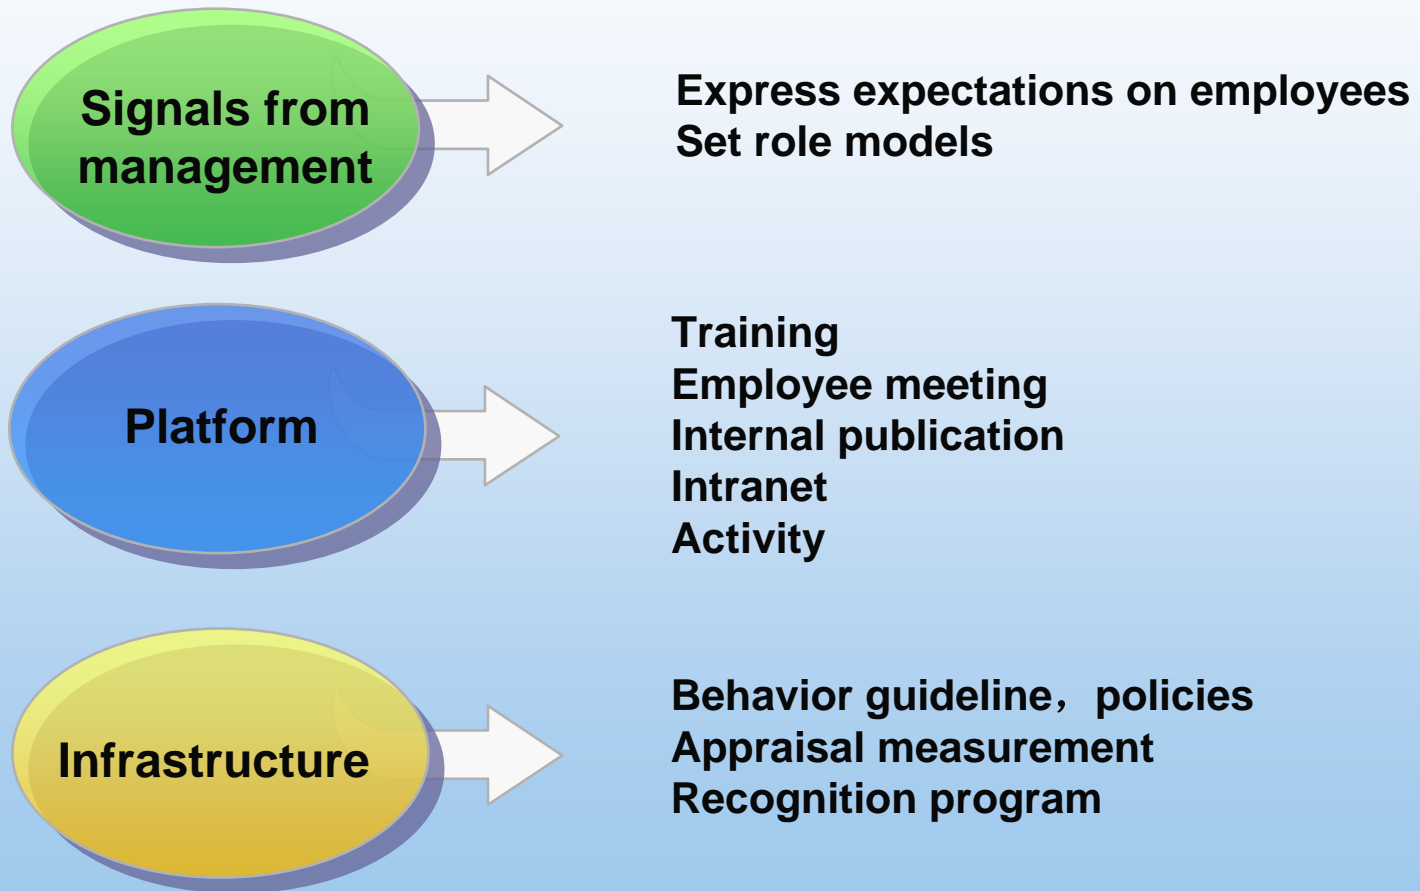 Signals from
management
Express expectations on employees
Set role models
Platform
Training
Employee meeting
Internal publication
Intranet
Activity
Infrastructure
Behavior guideline，policies
Appraisal measurement
Recognition program